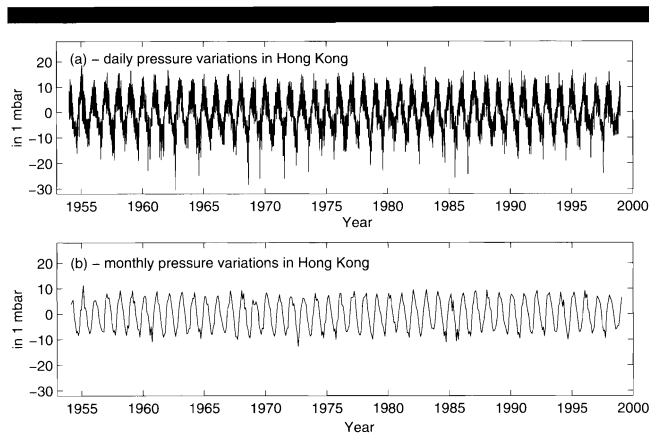 (a) – daily pressure variations in Hong Kong
20
10
0
−10
−20
−30
in 1 mbar
1955 1960 1965 1970 1975 1980 1985 1990 1995 2000
Year
(b) – monthly pressure variations in Hong Kong
20
10
0
−10
−20
−30
in 1 mbar
1955 1960 1965 1970 1975 1980 1985 1990 1995 2000
Year